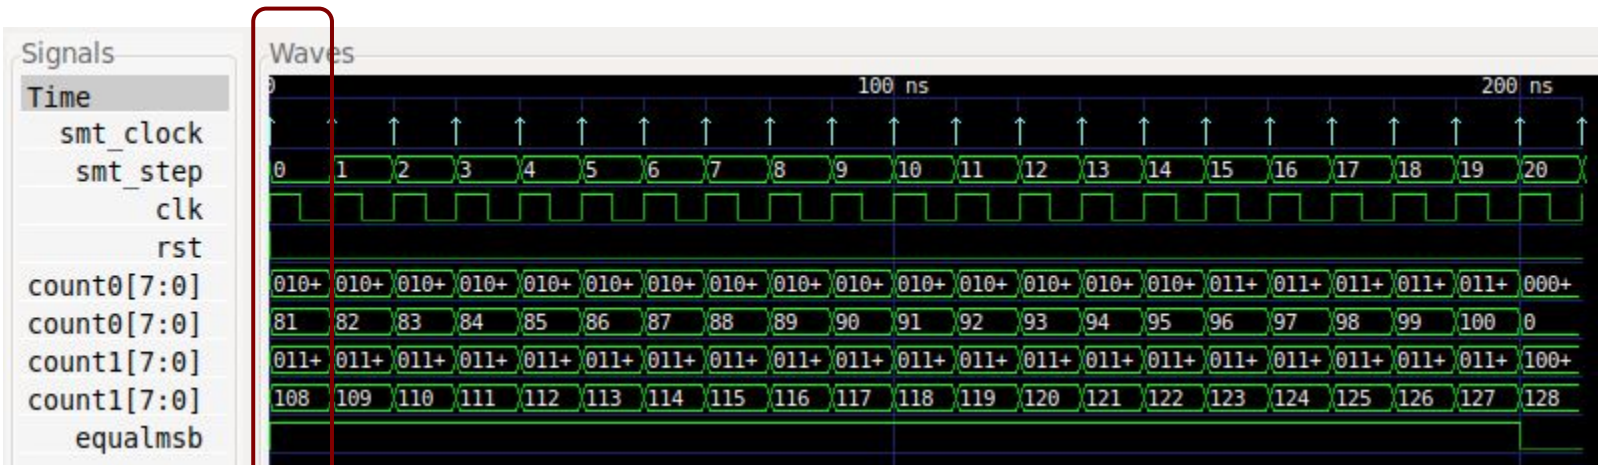 Signals Waves
Time 0 100 ns 200 ns
smt_clock
smt_step 0 1 2 3 4 5 6 7 8 9 10 11 12 13 14 15 16 17 18 19 20
clk
rst
count0[7:0] 010+ 010+ 010+ 010+ 010+ 010+ 010+ 010+ 010+ 010+ 010+ 010+ 010+ 010+ 010+ 011+ 011+ 011+ 011+ 011+ 000+
count0[7:0] 81 82 83 84 85 86 87 88 89 90 91 92 93 94 95 96 97 98 99 100 0
count1[7:0] 011+ 011+ 011+ 011+ 011+ 011+ 011+ 011+ 011+ 011+ 011+ 011+ 011+ 011+ 011+ 011+ 011+ 011+ 011+ 011+ 100+
count1[7:0] 108 109 110 111 112 113 114 115 116 117 118 119 120 121 122 123 124 125 126 127 128
equalmsb